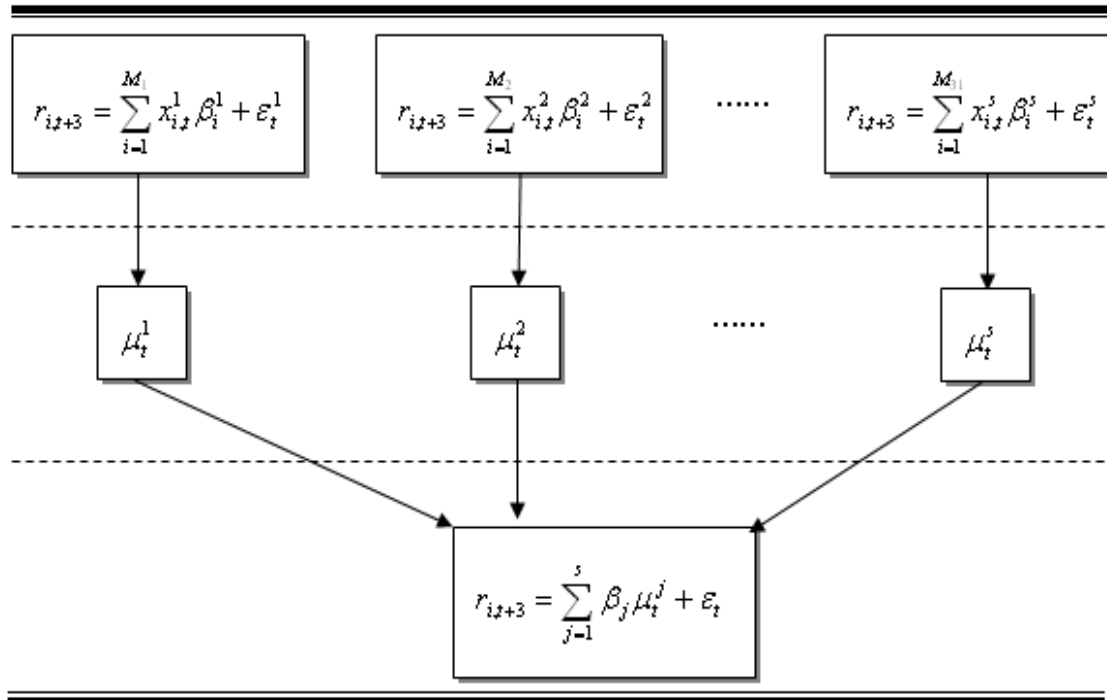 r_{i,t+3} = \sum_{i=1}^{M_1} x_{i,t}^1 \beta_i^1 + \varepsilon_t^1
r_{i,t+3} = \sum_{i=1}^{M_2} x_{i,t}^2 \beta_i^2 + \varepsilon_t^2
......
r_{i,t+3} = \sum_{i=1}^{M_{31}} x_{i,t}^s \beta_i^s + \varepsilon_t^s
\mu_t^1
\mu_t^2
......
\mu_t^s
r_{i,t+3} = \sum_{j=1}^{s} \beta_j \mu_t^j + \varepsilon_t